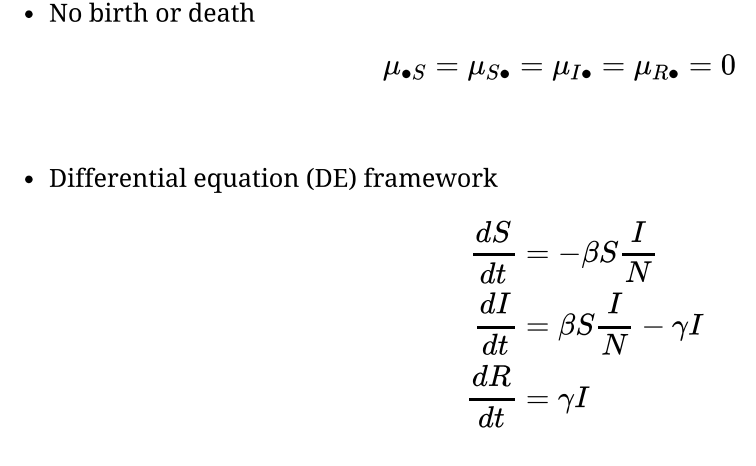 • No birth or death
μ●S = μS● = μI● = μR● = 0
• Differential equation (DE) framework
dS/dt = −βS I/N
dI/dt = βS I/N − γI
dR/dt = γI